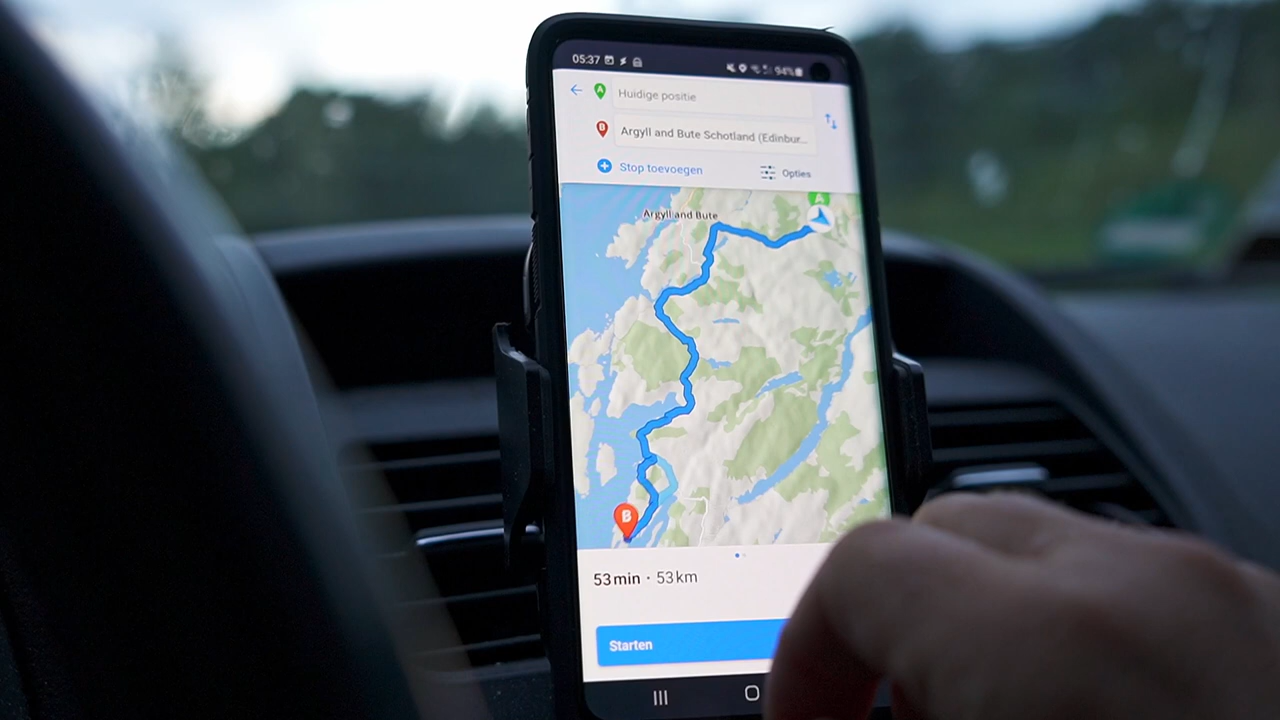 05:37
94%
A
Huidige positie
B
Argyll and Bute Schotland (Edinbur...
Stop toevoegen
Opties
A
Argyll and Bute
B
53 min · 53 km
Starten